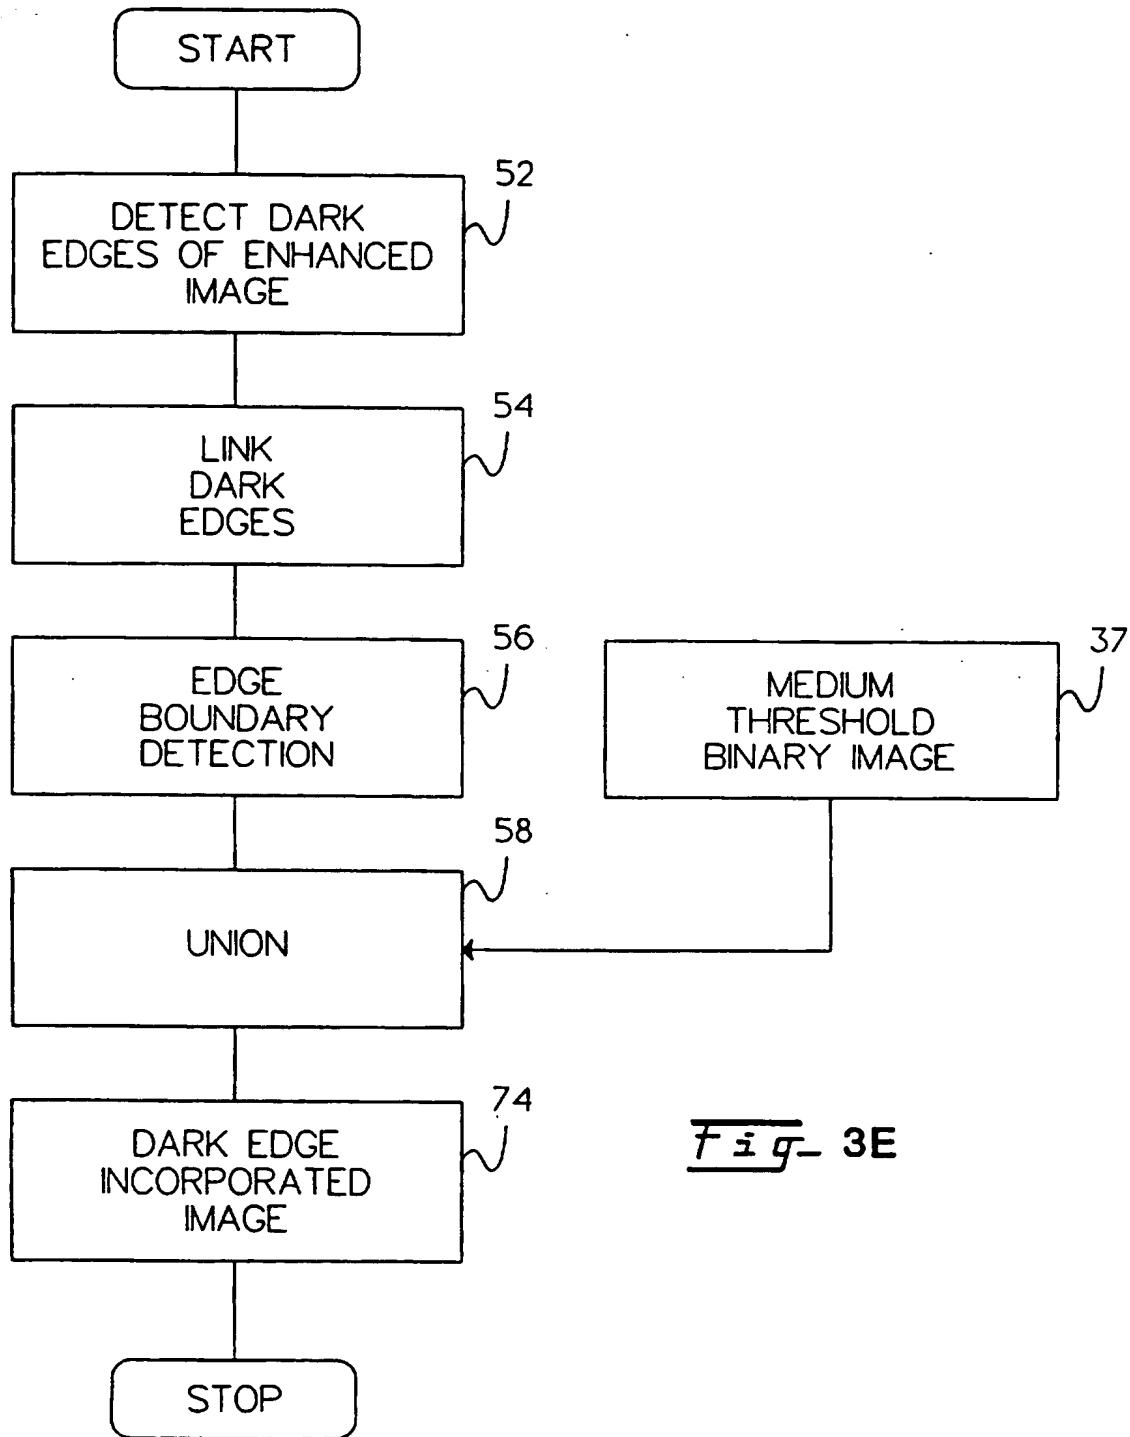 START
52
DETECT DARK
EDGES OF ENHANCED
IMAGE
54
LINK
DARK
EDGES
56
EDGE
BOUNDARY
DETECTION
37
MEDIUM
THRESHOLD
BINARY IMAGE
58
UNION
74
DARK EDGE
INCORPORATED
IMAGE
Fig_ 3E
STOP